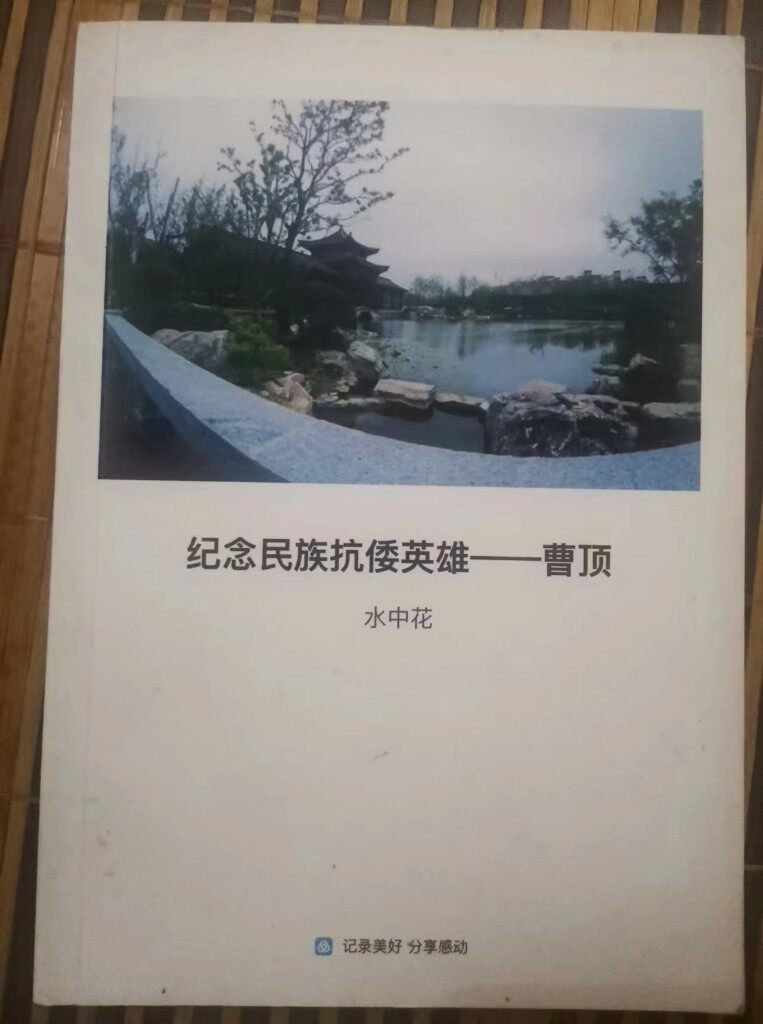 纪念民族抗倭英雄——曹顶
水中花
记录美好 分享感动